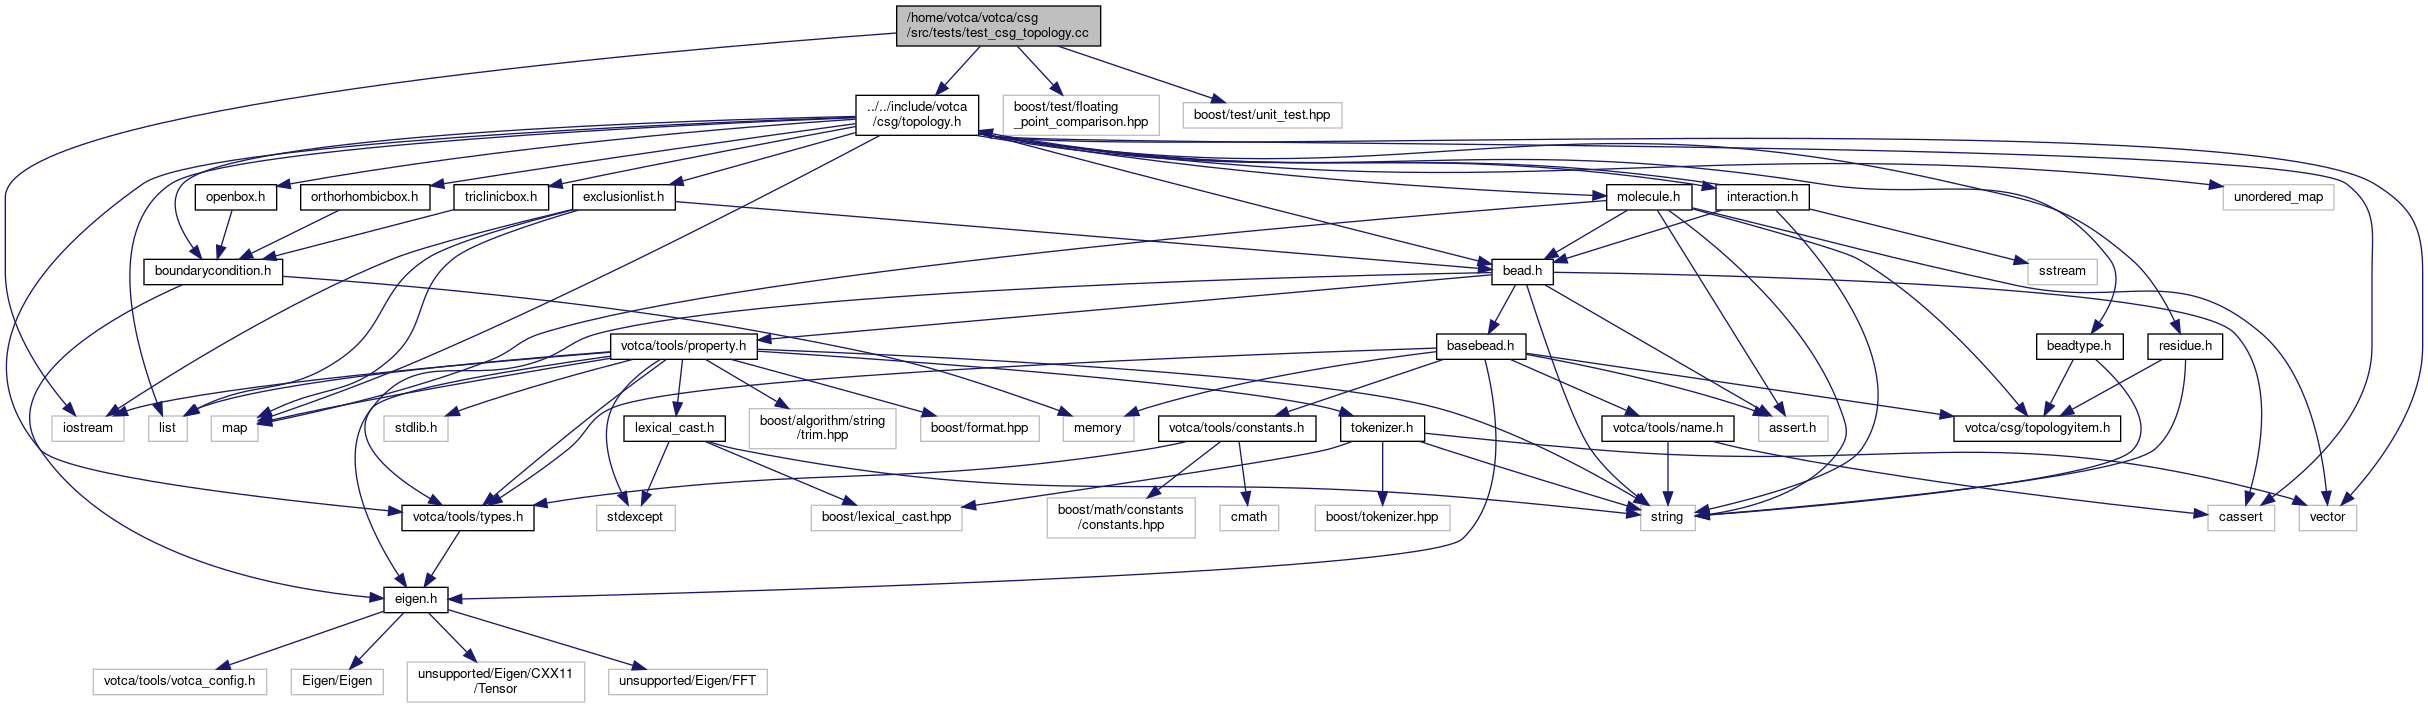 /home/votca/votca/csg
/src/tests/test_csg_topology.cc
../../include/votca
/csg/topology.h
boost/test/floating
_point_comparison.hpp
boost/test/unit_test.hpp
openbox.h
orthorhombicbox.h
triclinicbox.h
exclusionlist.h
molecule.h
interaction.h
unordered_map
boundarycondition.h
bead.h
sstream
votca/tools/property.h
basebead.h
beadtype.h
residue.h
iostream
list
map
stdlib.h
lexical_cast.h
boost/algorithm/string
/trim.hpp
boost/format.hpp
memory
votca/tools/constants.h
tokenizer.h
votca/tools/name.h
assert.h
votca/csg/topologyitem.h
votca/tools/types.h
stdexcept
boost/lexical_cast.hpp
boost/math/constants
/constants.hpp
cmath
boost/tokenizer.hpp
string
cassert
vector
eigen.h
votca/tools/votca_config.h
Eigen/Eigen
unsupported/Eigen/CXX11
/Tensor
unsupported/Eigen/FFT